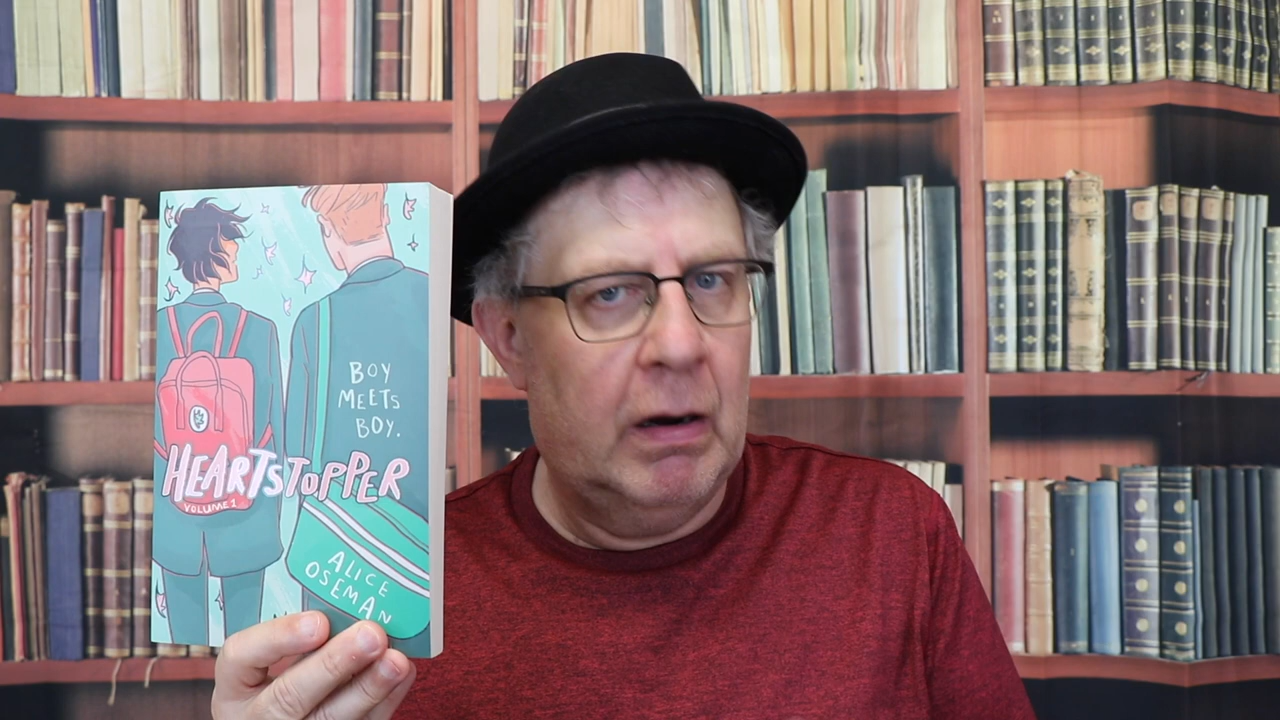 BOY
MEETS
BOY.
HEARTSTOPPER
VOLUME 1
ALICE
OSEMAN